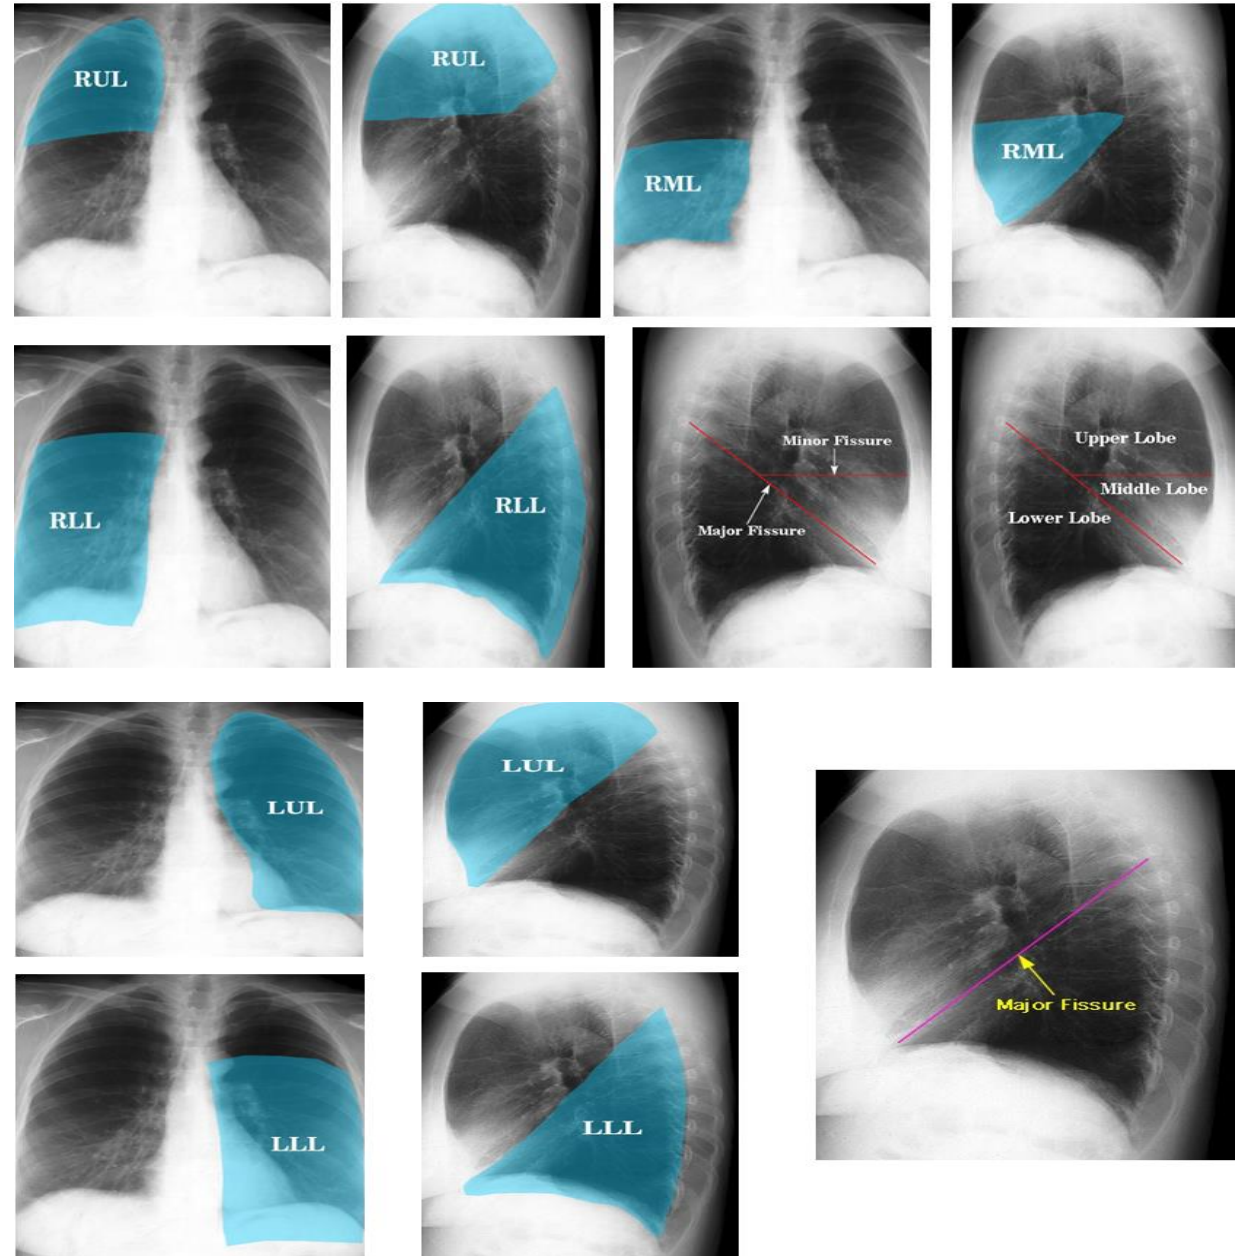 RUL
RUL
RML
RML
RLL
RLL
Minor Fissure
Major Fissure
Upper Lobe
Middle Lobe
Lower Lobe
LUL
LUL
Major Fissure
LLL
LLL